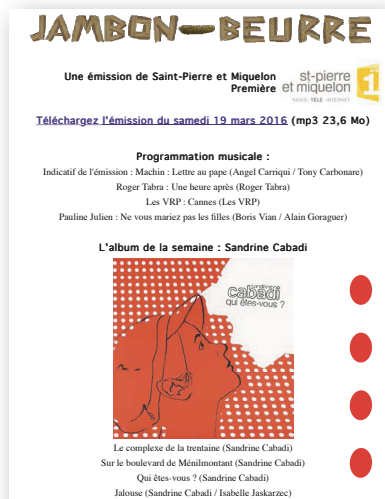 JAMBON-BEURRE
Une émission de Saint-Pierre et Miquelon
Première
st-pierre
et miquelon
1
RADIO · TÉLÉ · INTERNET
Téléchargez l'émission du samedi 19 mars 2016 (mp3 23,6 Mo)
Programmation musicale :
Indicatif de l'émission : Machin : Lettre au pape (Angel Carriqui / Tony Carbonare)
Roger Tabra : Une heure après (Roger Tabra)
Les VRP : Cannes (Les VRP)
Pauline Julien : Ne vous mariez pas les filles (Boris Vian / Alain Goraguer)
L'album de la semaine : Sandrine Cabadi
sandrine
cabadi
qui êtes-vous ?
Le complexe de la trentaine (Sandrine Cabadi)
Sur le boulevard de Ménilmontant (Sandrine Cabadi)
Qui êtes-vous ? (Sandrine Cabadi)
Jalouse (Sandrine Cabadi / Isabelle Jaskarzec)